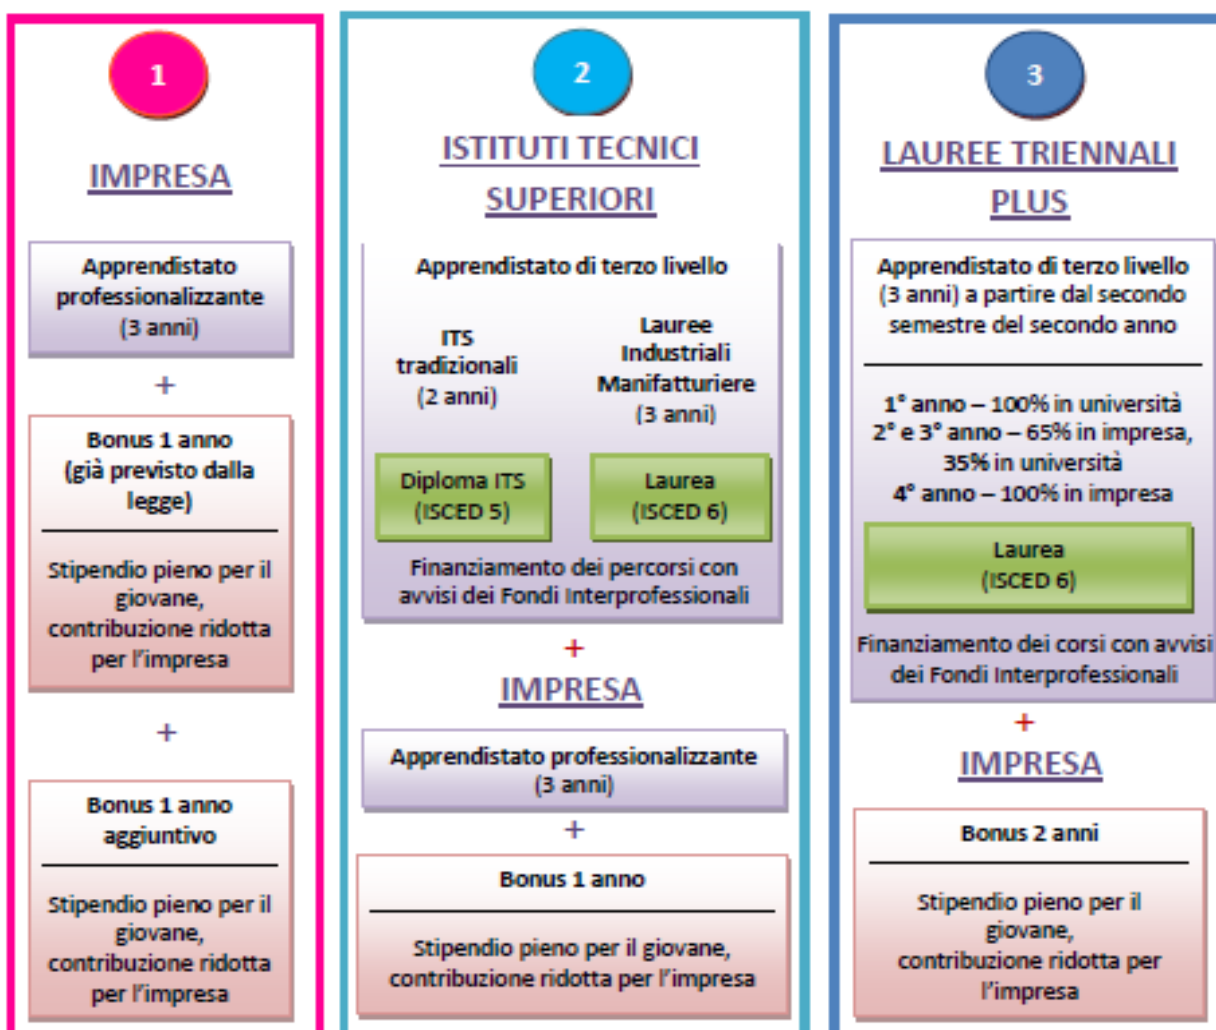 1
IMPRESA
Apprendistato
professionalizzante
(3 anni)
+
Bonus 1 anno
(già previsto dalla
legge)
Stipendio pieno per il
giovane,
contribuzione ridotta
per l'impresa
+
Bonus 1 anno
aggiuntivo
Stipendio pieno per il
giovane,
contribuzione ridotta
per l'impresa
2
ISTITUTI TECNICI
SUPERIORI
Apprendistato di terzo livello
ITS
tradizionali
(2 anni)
Lauree
Industriali
Manifatturiere
(3 anni)
Diploma ITS
(ISCED 5)
Laurea
(ISCED 6)
Finanziamento dei percorsi con
avvisi dei Fondi Interprofessionali
+
IMPRESA
Apprendistato professionalizzante
(3 anni)
+
Bonus 1 anno
Stipendio pieno per il giovane,
contribuzione ridotta per l'impresa
3
LAUREE TRIENNALI
PLUS
Apprendistato di terzo livello
(3 anni) a partire dal secondo
semestre del secondo anno
1° anno – 100% in università
2° e 3° anno – 65% in impresa,
35% in università
4° anno – 100% in impresa
Laurea
(ISCED 6)
Finanziamento dei corsi con avvisi
dei Fondi Interprofessionali
+
IMPRESA
Bonus 2 anni
Stipendio pieno per il
giovane,
contribuzione ridotta per
l'impresa